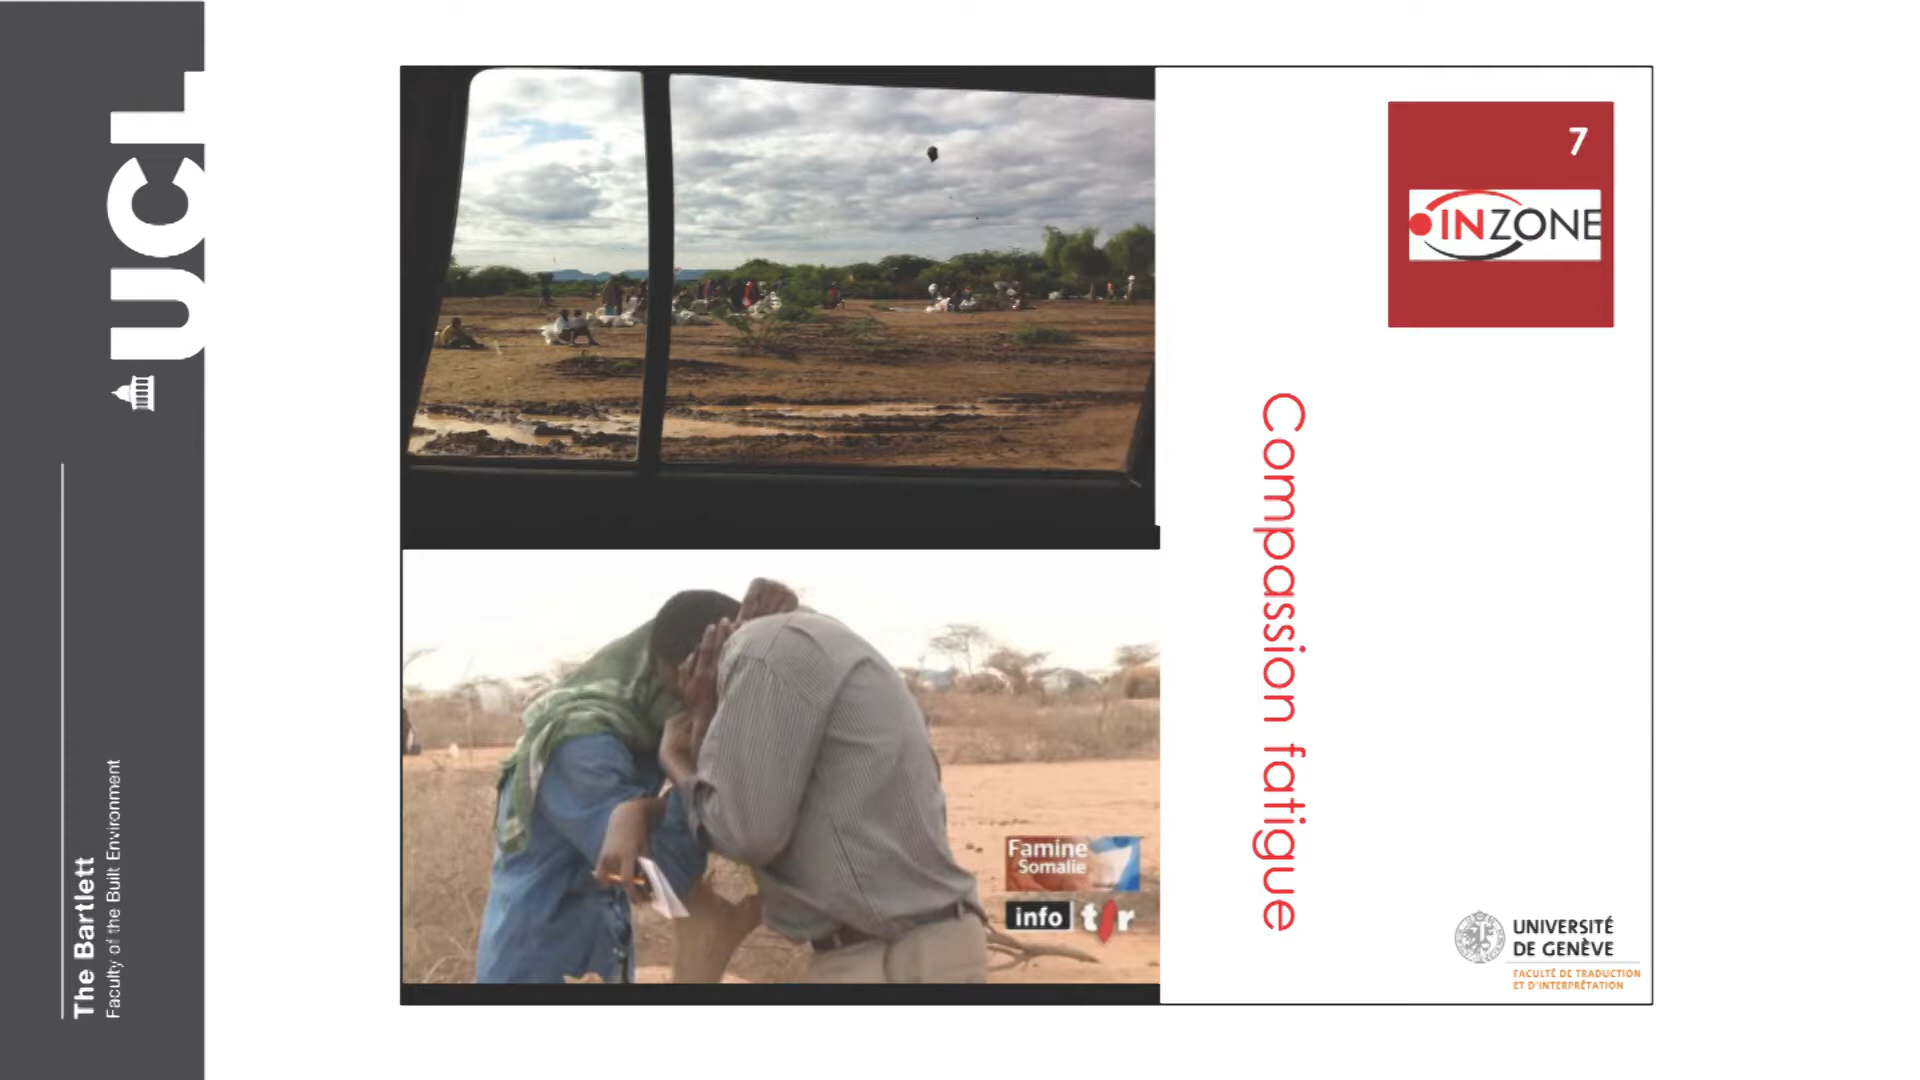 UCL
The Bartlett
Faculty of the Built Environment
7
INZONE
Compassion fatigue
Famine
Somalie
info tsr
UNIVERSITÉ
DE GENÈVE
FACULTÉ DE TRADUCTION
ET D'INTERPRÉTATION